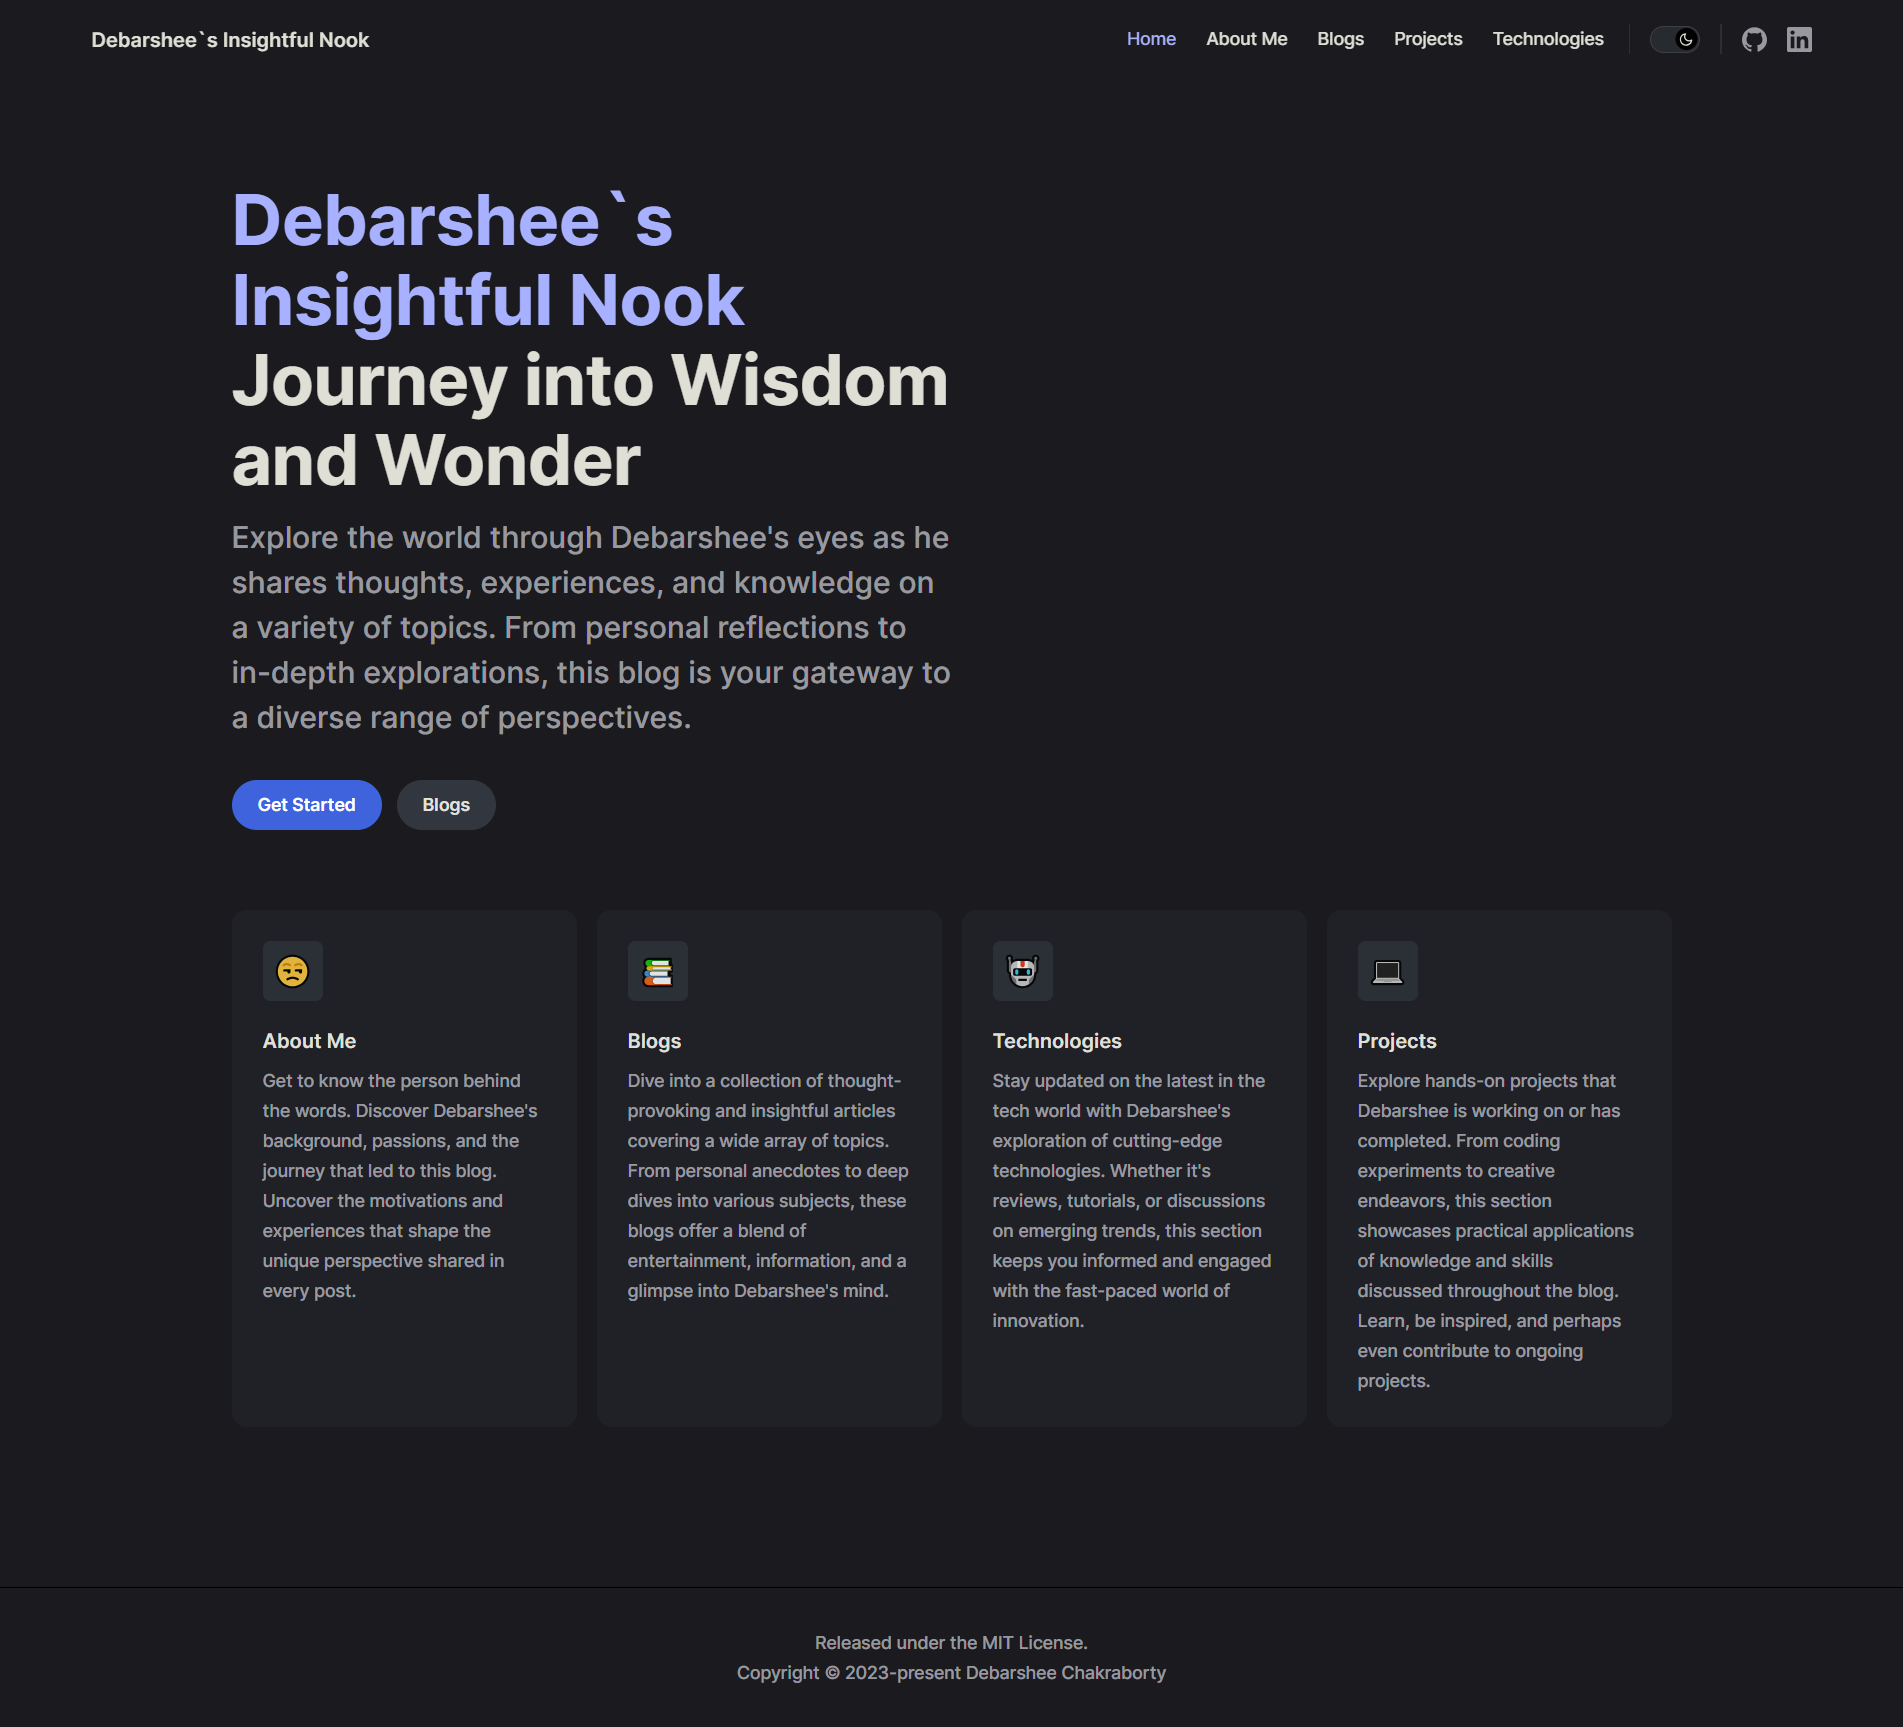 Debarshee`s Insightful Nook
Home About Me Blogs Projects Technologies
Debarshee`s
Insightful Nook
Journey into Wisdom
and Wonder
Explore the world through Debarshee's eyes as he
shares thoughts, experiences, and knowledge on
a variety of topics. From personal reflections to
in-depth explorations, this blog is your gateway to
a diverse range of perspectives.
Get Started Blogs
About Me
Get to know the person behind
the words. Discover Debarshee's
background, passions, and the
journey that led to this blog.
Uncover the motivations and
experiences that shape the
unique perspective shared in
every post.
Blogs
Dive into a collection of thought-
provoking and insightful articles
covering a wide array of topics.
From personal anecdotes to deep
dives into various subjects, these
blogs offer a blend of
entertainment, information, and a
glimpse into Debarshee's mind.
Technologies
Stay updated on the latest in the
tech world with Debarshee's
exploration of cutting-edge
technologies. Whether it's
reviews, tutorials, or discussions
on emerging trends, this section
keeps you informed and engaged
with the fast-paced world of
innovation.
Projects
Explore hands-on projects that
Debarshee is working on or has
completed. From coding
experiments to creative
endeavors, this section
showcases practical applications
of knowledge and skills
discussed throughout the blog.
Learn, be inspired, and perhaps
even contribute to ongoing
projects.
Released under the MIT License.
Copyright © 2023-present Debarshee Chakraborty